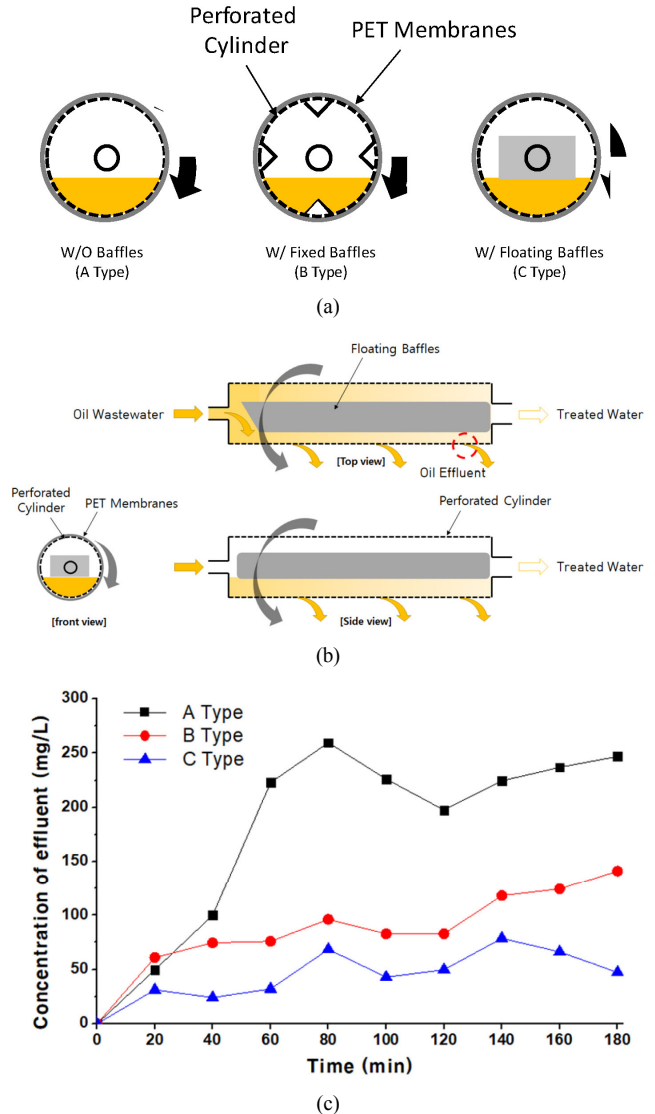 Perforated
Cylinder
PET Membranes
W/O Baffles
(A Type)
W/ Fixed Baffles
(B Type)
W/ Floating Baffles
(C Type)
(a)
Floating Baffles
Oil Wastewater
Treated Water
[Top view]
Oil Effluent
Perforated
Cylinder
PET Membranes
Perforated Cylinder
Treated Water
[front view]
[Side view]
(b)
300
250
200
150
100
50
0
Concentration of effluent (mg/L)
A Type
B Type
C Type
0 20 40 60 80 100 120 140 160 180
Time (min)
(c)